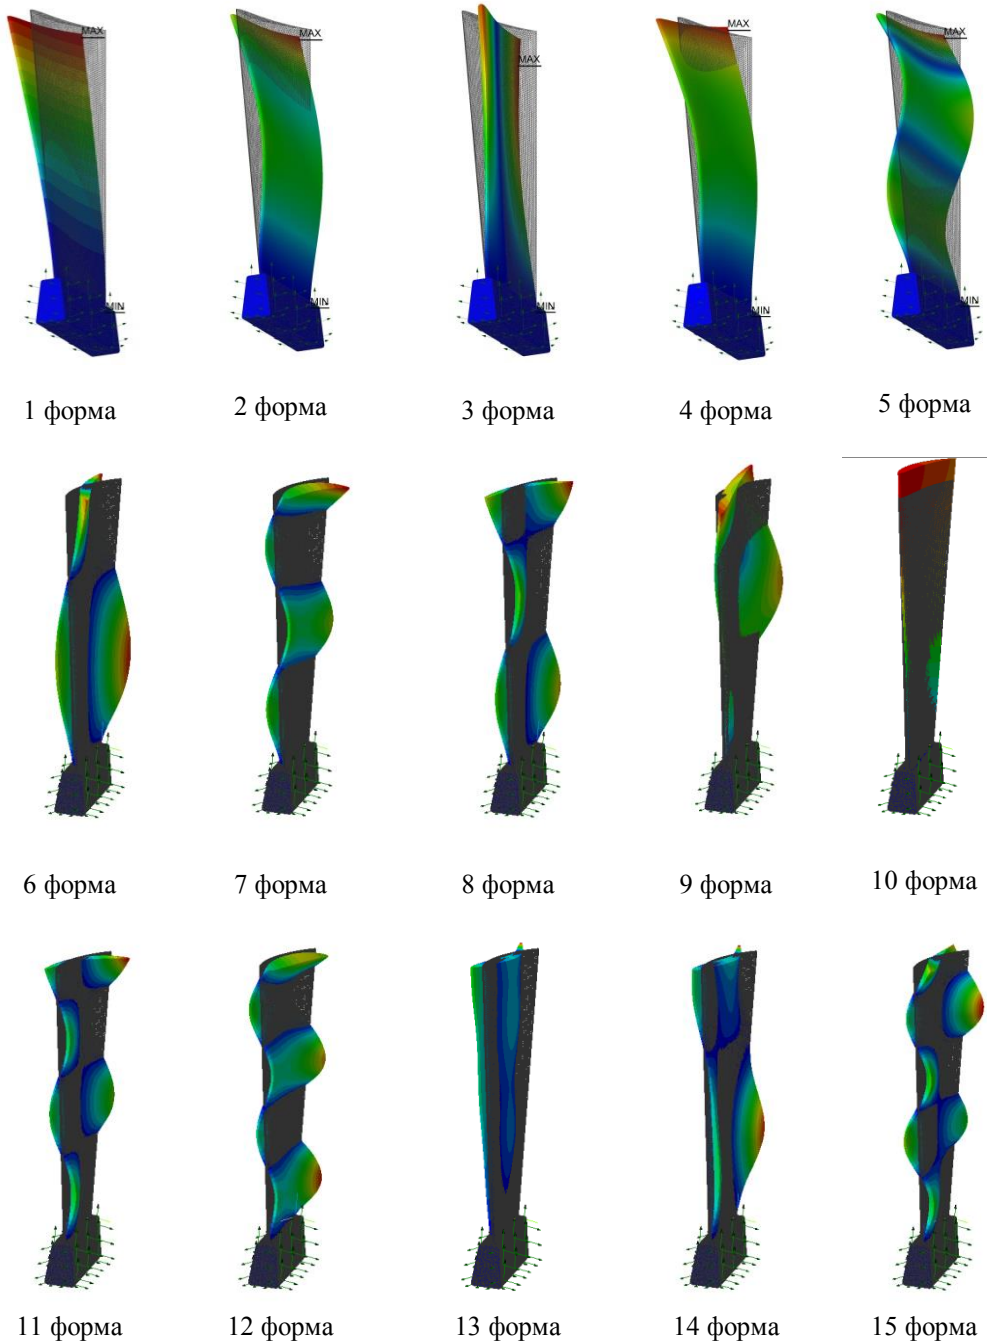 MAX
MAX
MAX
MAX
MAX
MIN
MIN
MIN
MIN
MIN
1 форма
2 форма
3 форма
4 форма
5 форма
6 форма
7 форма
8 форма
9 форма
10 форма
11 форма
12 форма
13 форма
14 форма
15 форма